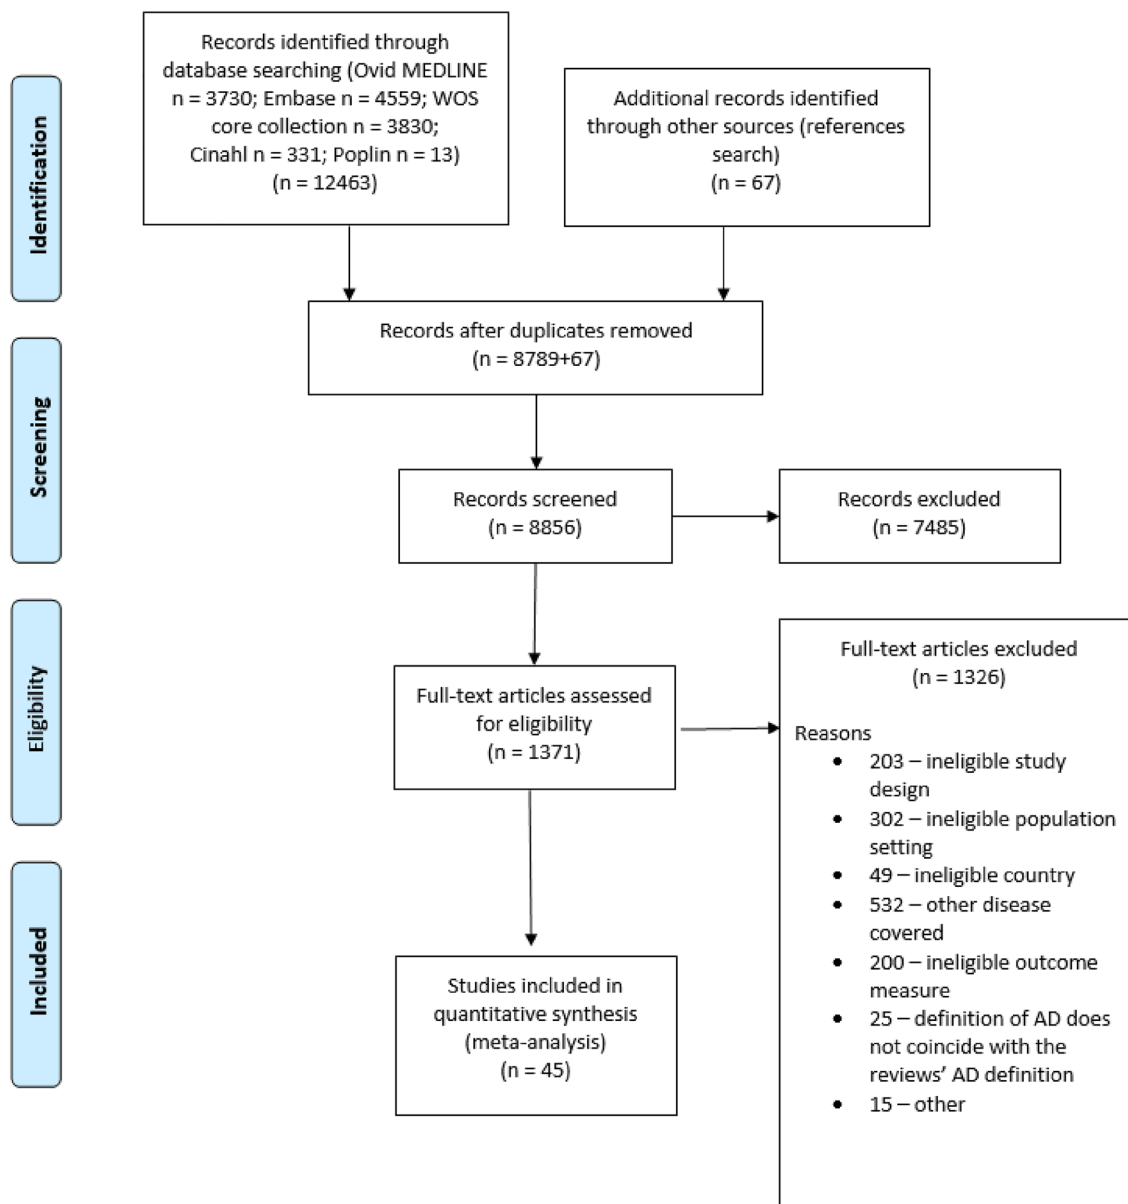 Identification
Records identified through
database searching (Ovid MEDLINE
n = 3730; Embase n = 4559; WOS
core collection n = 3830;
Cinahl n = 331; Poplin n = 13)
(n = 12463)
Additional records identified
through other sources (references
search)
(n = 67)
Records after duplicates removed
(n = 8789+67)
Screening
Records screened
(n = 8856)
Records excluded
(n = 7485)
Eligibility
Full-text articles assessed
for eligibility
(n = 1371)
Full-text articles excluded
(n = 1326)
Reasons
• 203 – ineligible study
design
• 302 – ineligible population
setting
• 49 – ineligible country
• 532 – other disease
covered
• 200 – ineligible outcome
measure
• 25 – definition of AD does
not coincide with the
reviews’ AD definition
• 15 – other
Included
Studies included in
quantitative synthesis
(meta-analysis)
(n = 45)